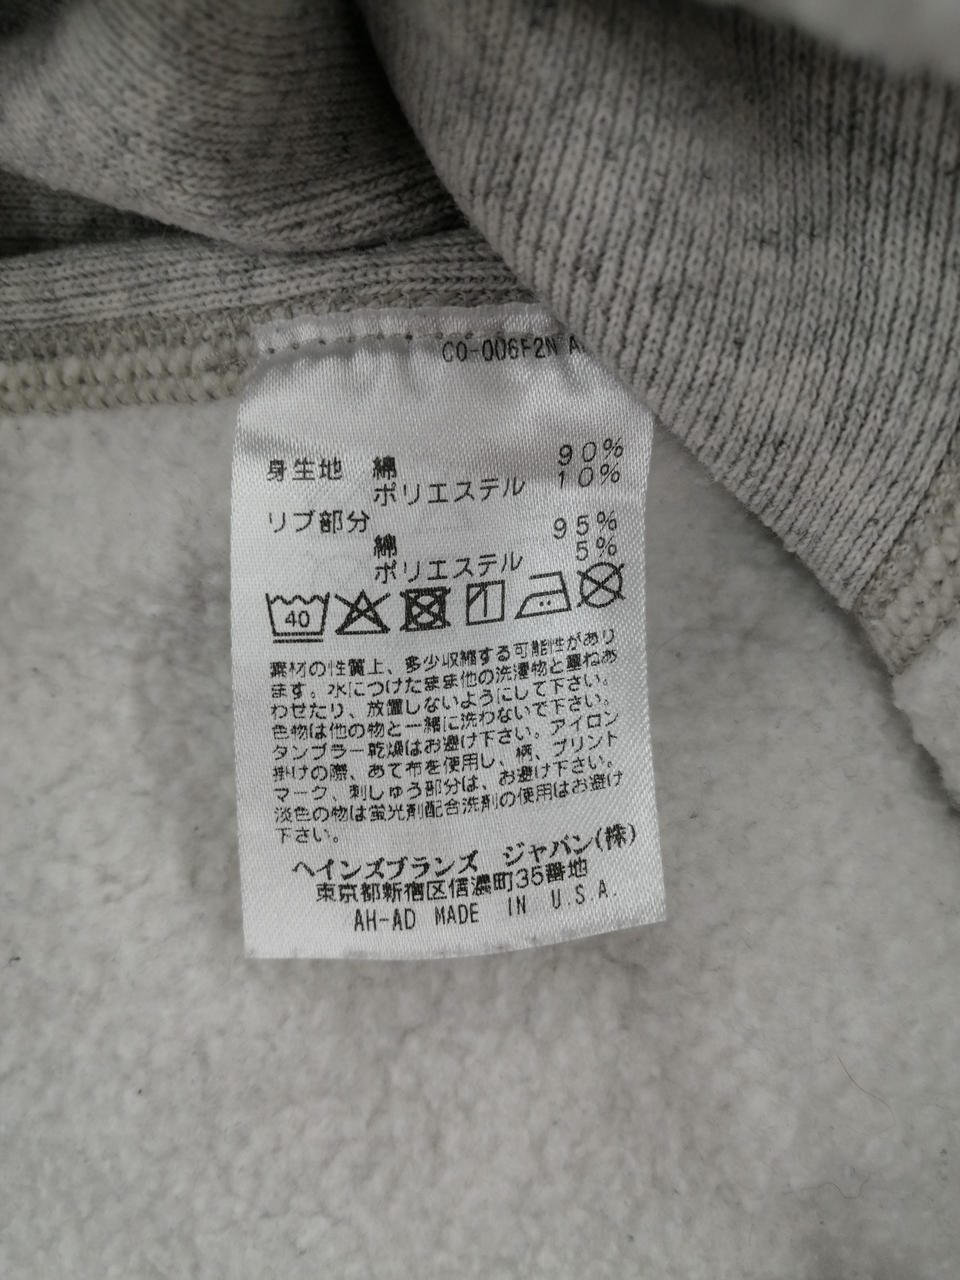 CO-006F2N A
身生地 綿 90%
ポリエステル 10%
リブ部分
綿 95%
ポリエステル 5%
40
素材の性質上、多少収縮する可能性があり
ます。水につけたまま他の洗濯物と重ねあ
わせたり、放置しないようにして下さい。
色物は他の物と一緒に洗わないで下さい。
タンブラー乾燥はお避け下さい。アイロン
掛けの際、あて布を使用し、柄、プリント
マーク、刺しゅう部分は、お避け下さい。
淡色の物は蛍光剤配合洗剤の使用はお避け
下さい。
ヘインズブランズ ジャパン(株)
東京都新宿区信濃町35番地
AH-AD MADE IN U.S.A.